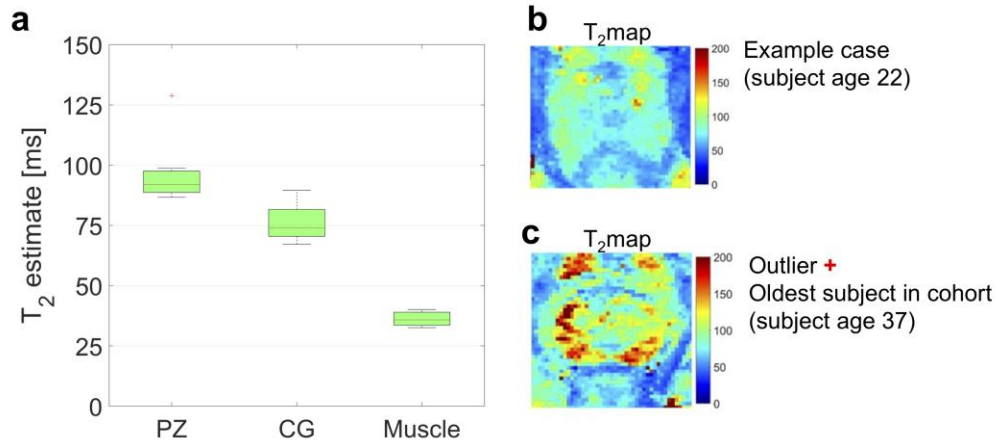 a
150
125
100
75
50
25
0
T2 estimate [ms]
PZ CG Muscle
b
T2map
200
150
100
50
0
Example case
(subject age 22)
c
T2map
200
150
100
50
0
Outlier +
Oldest subject in cohort
(subject age 37)